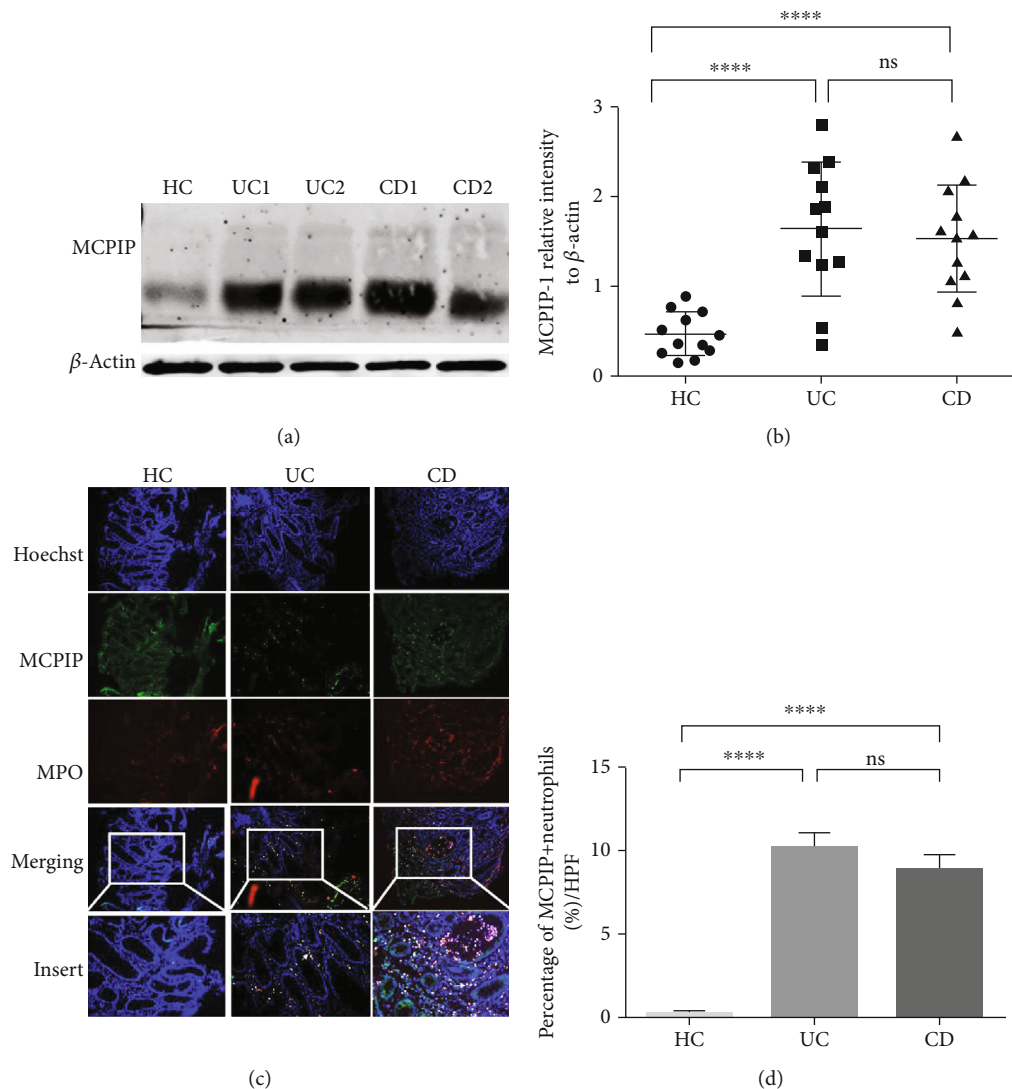 HC UC1 UC2 CD1 CD2
MCPIP
β-Actin
(a)
****
****
ns
MCPIP-1 relative intensity
to β-actin
3
2
1
0
HC UC CD
(b)
HC UC CD
Hoechst
MCPIP
MPO
Merging
Insert
(c)
****
****
ns
Percentage of MCPIP+neutrophils
(%)/HPF
15
10
5
0
HC UC CD
(d)